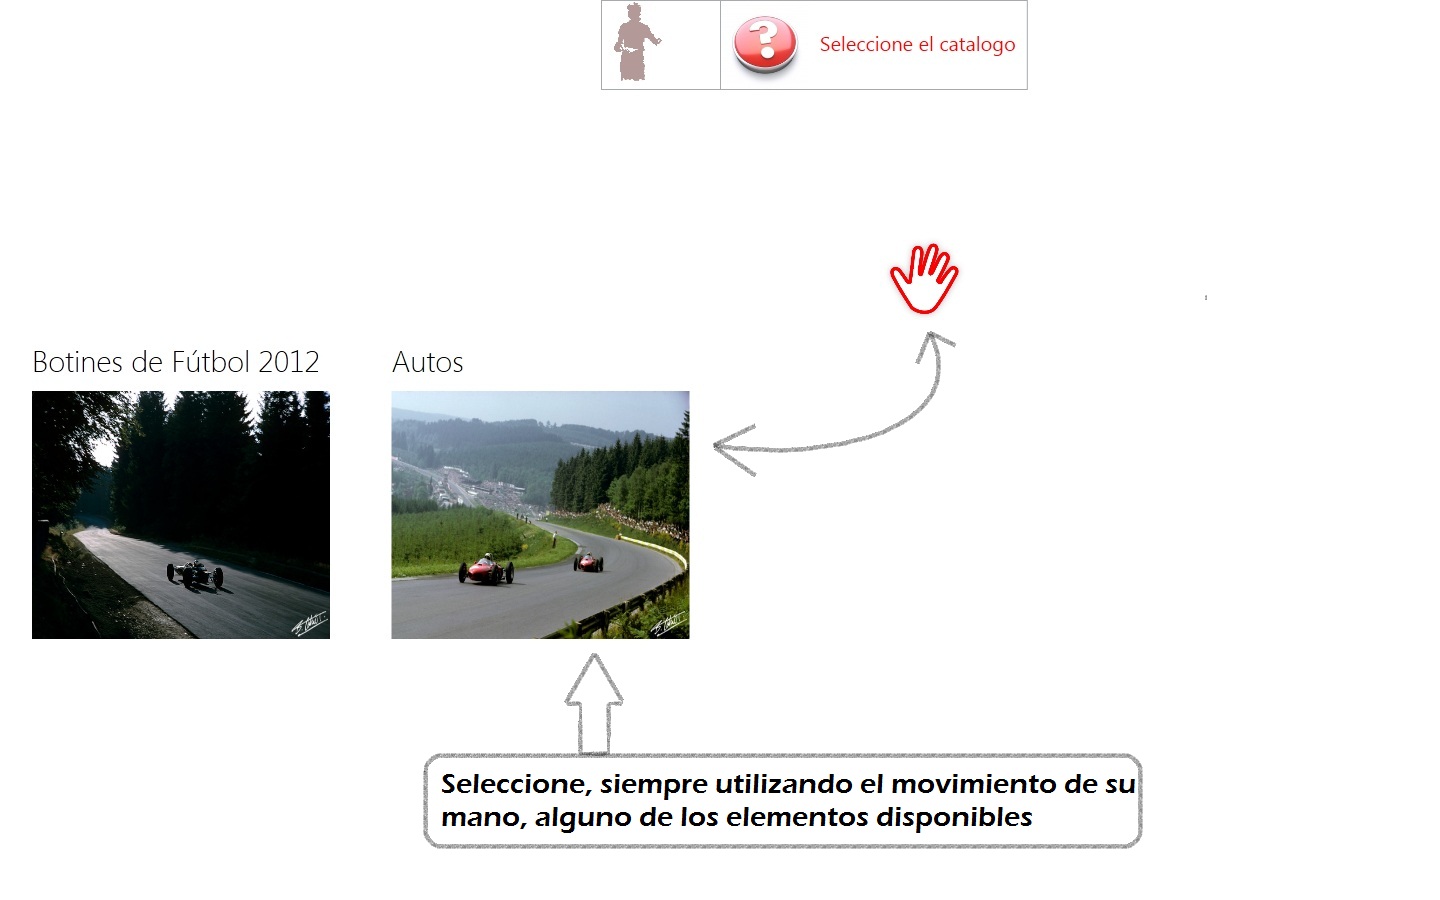 Seleccione el catalogo
Botines de Fútbol 2012
Autos
Seleccione, siempre utilizando el movimiento de su
mano, alguno de los elementos disponibles